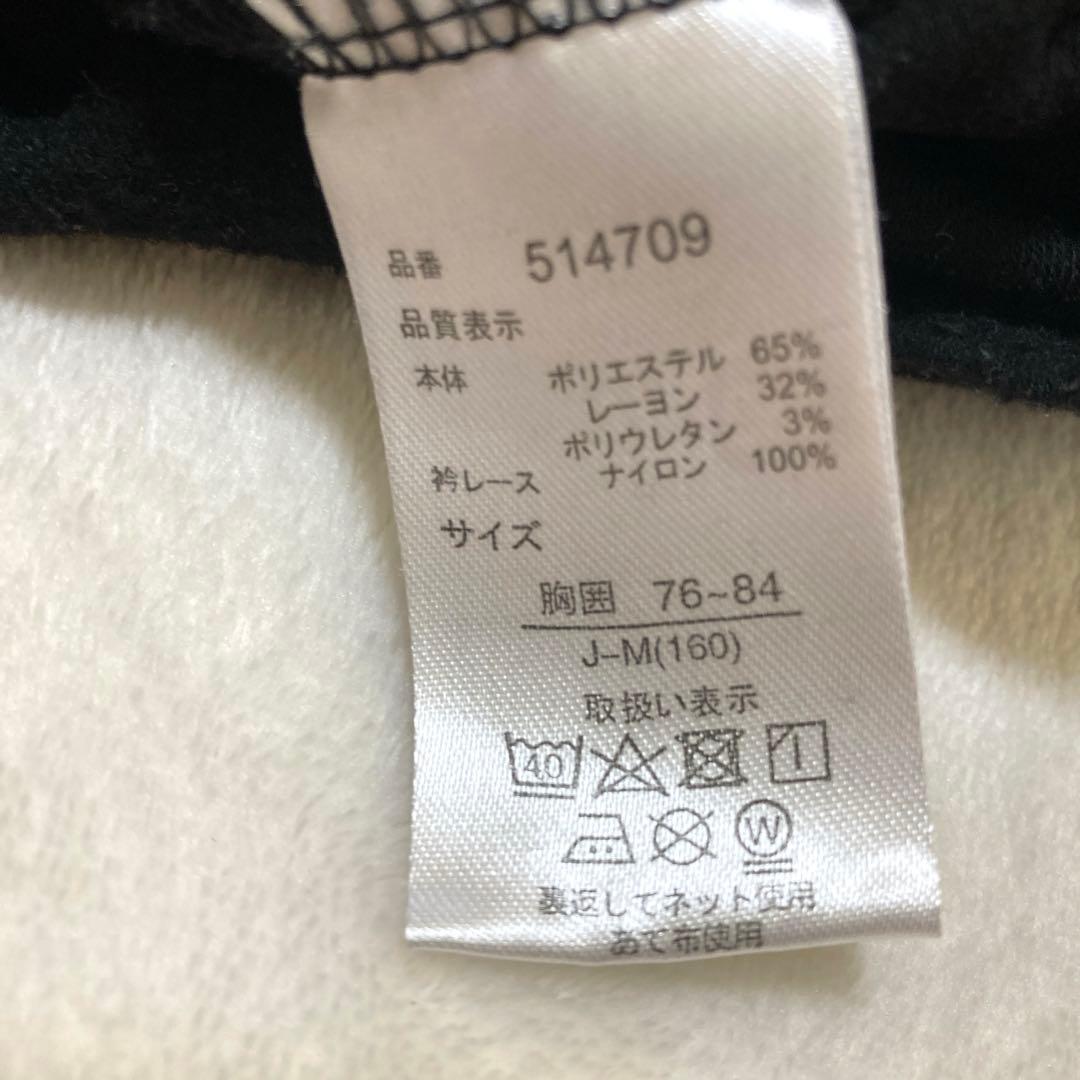 品番 514709
品質表示
本体 ポリエステル 65%
レーヨン 32%
ポリウレタン 3%
衿レース ナイロン 100%
サイズ
胸囲 76~84
J-M(160)
取扱い表示
40
W
裏返してネット使用
あて布使用